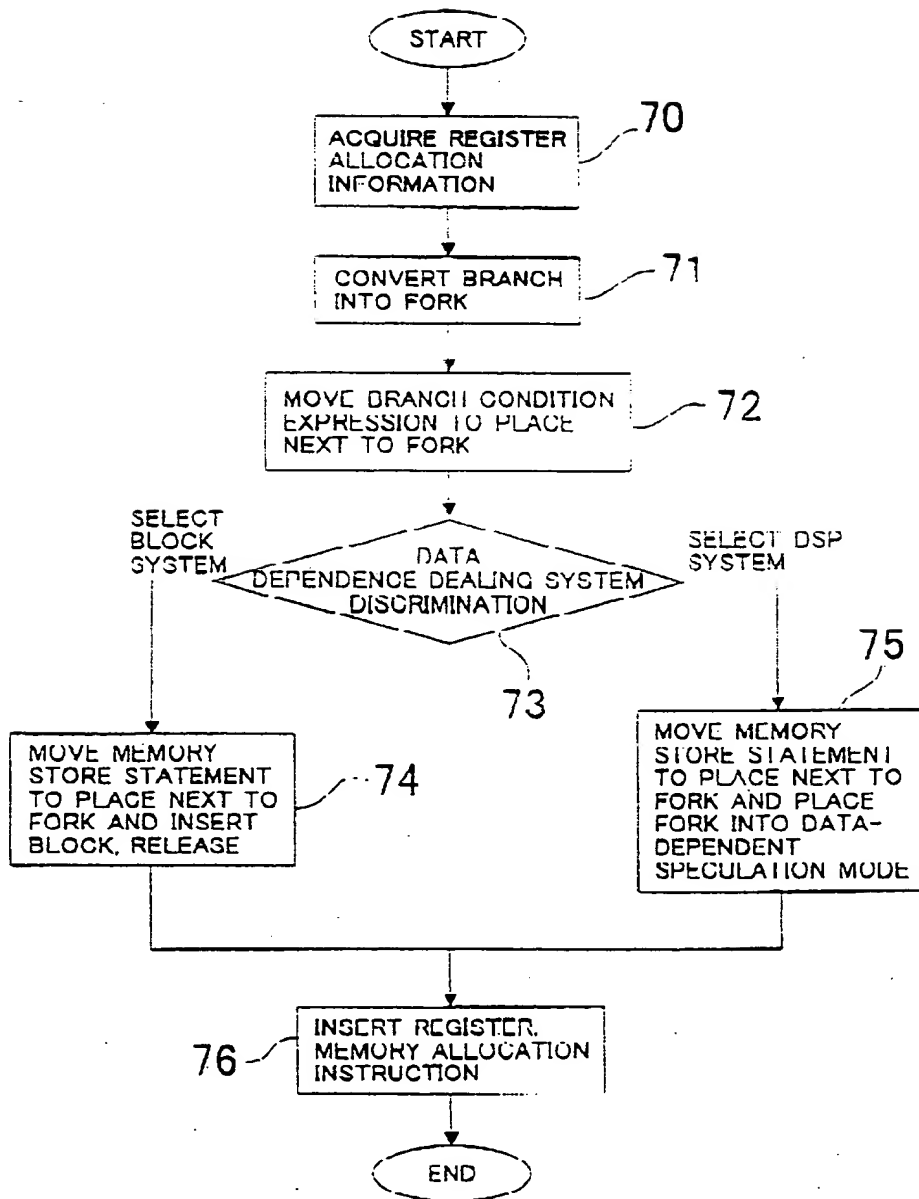 START
70
ACQUIRE REGISTER
ALLOCATION
INFORMATION
71
CONVERT BRANCH
INTO FORK
72
MOVE BRANCH CONDITION
EXPRESSION TO PLACE
NEXT TO FORK
SELECT
BLOCK
SYSTEM
DATA
DEPENDENCE DEALING SYSTEM
DISCRIMINATION
SELECT DSP
SYSTEM
73
74
MOVE MEMORY
STORE STATEMENT
TO PLACE NEXT TO
FORK AND INSERT
BLOCK, RELEASE
75
MOVE MEMORY
STORE STATEMENT
TO PLACE NEXT TO
FORK AND PLACE
FORK INTO DATA-
DEPENDENT
SPECULATION MODE
76
INSERT REGISTER,
MEMORY ALLOCATION
INSTRUCTION
END